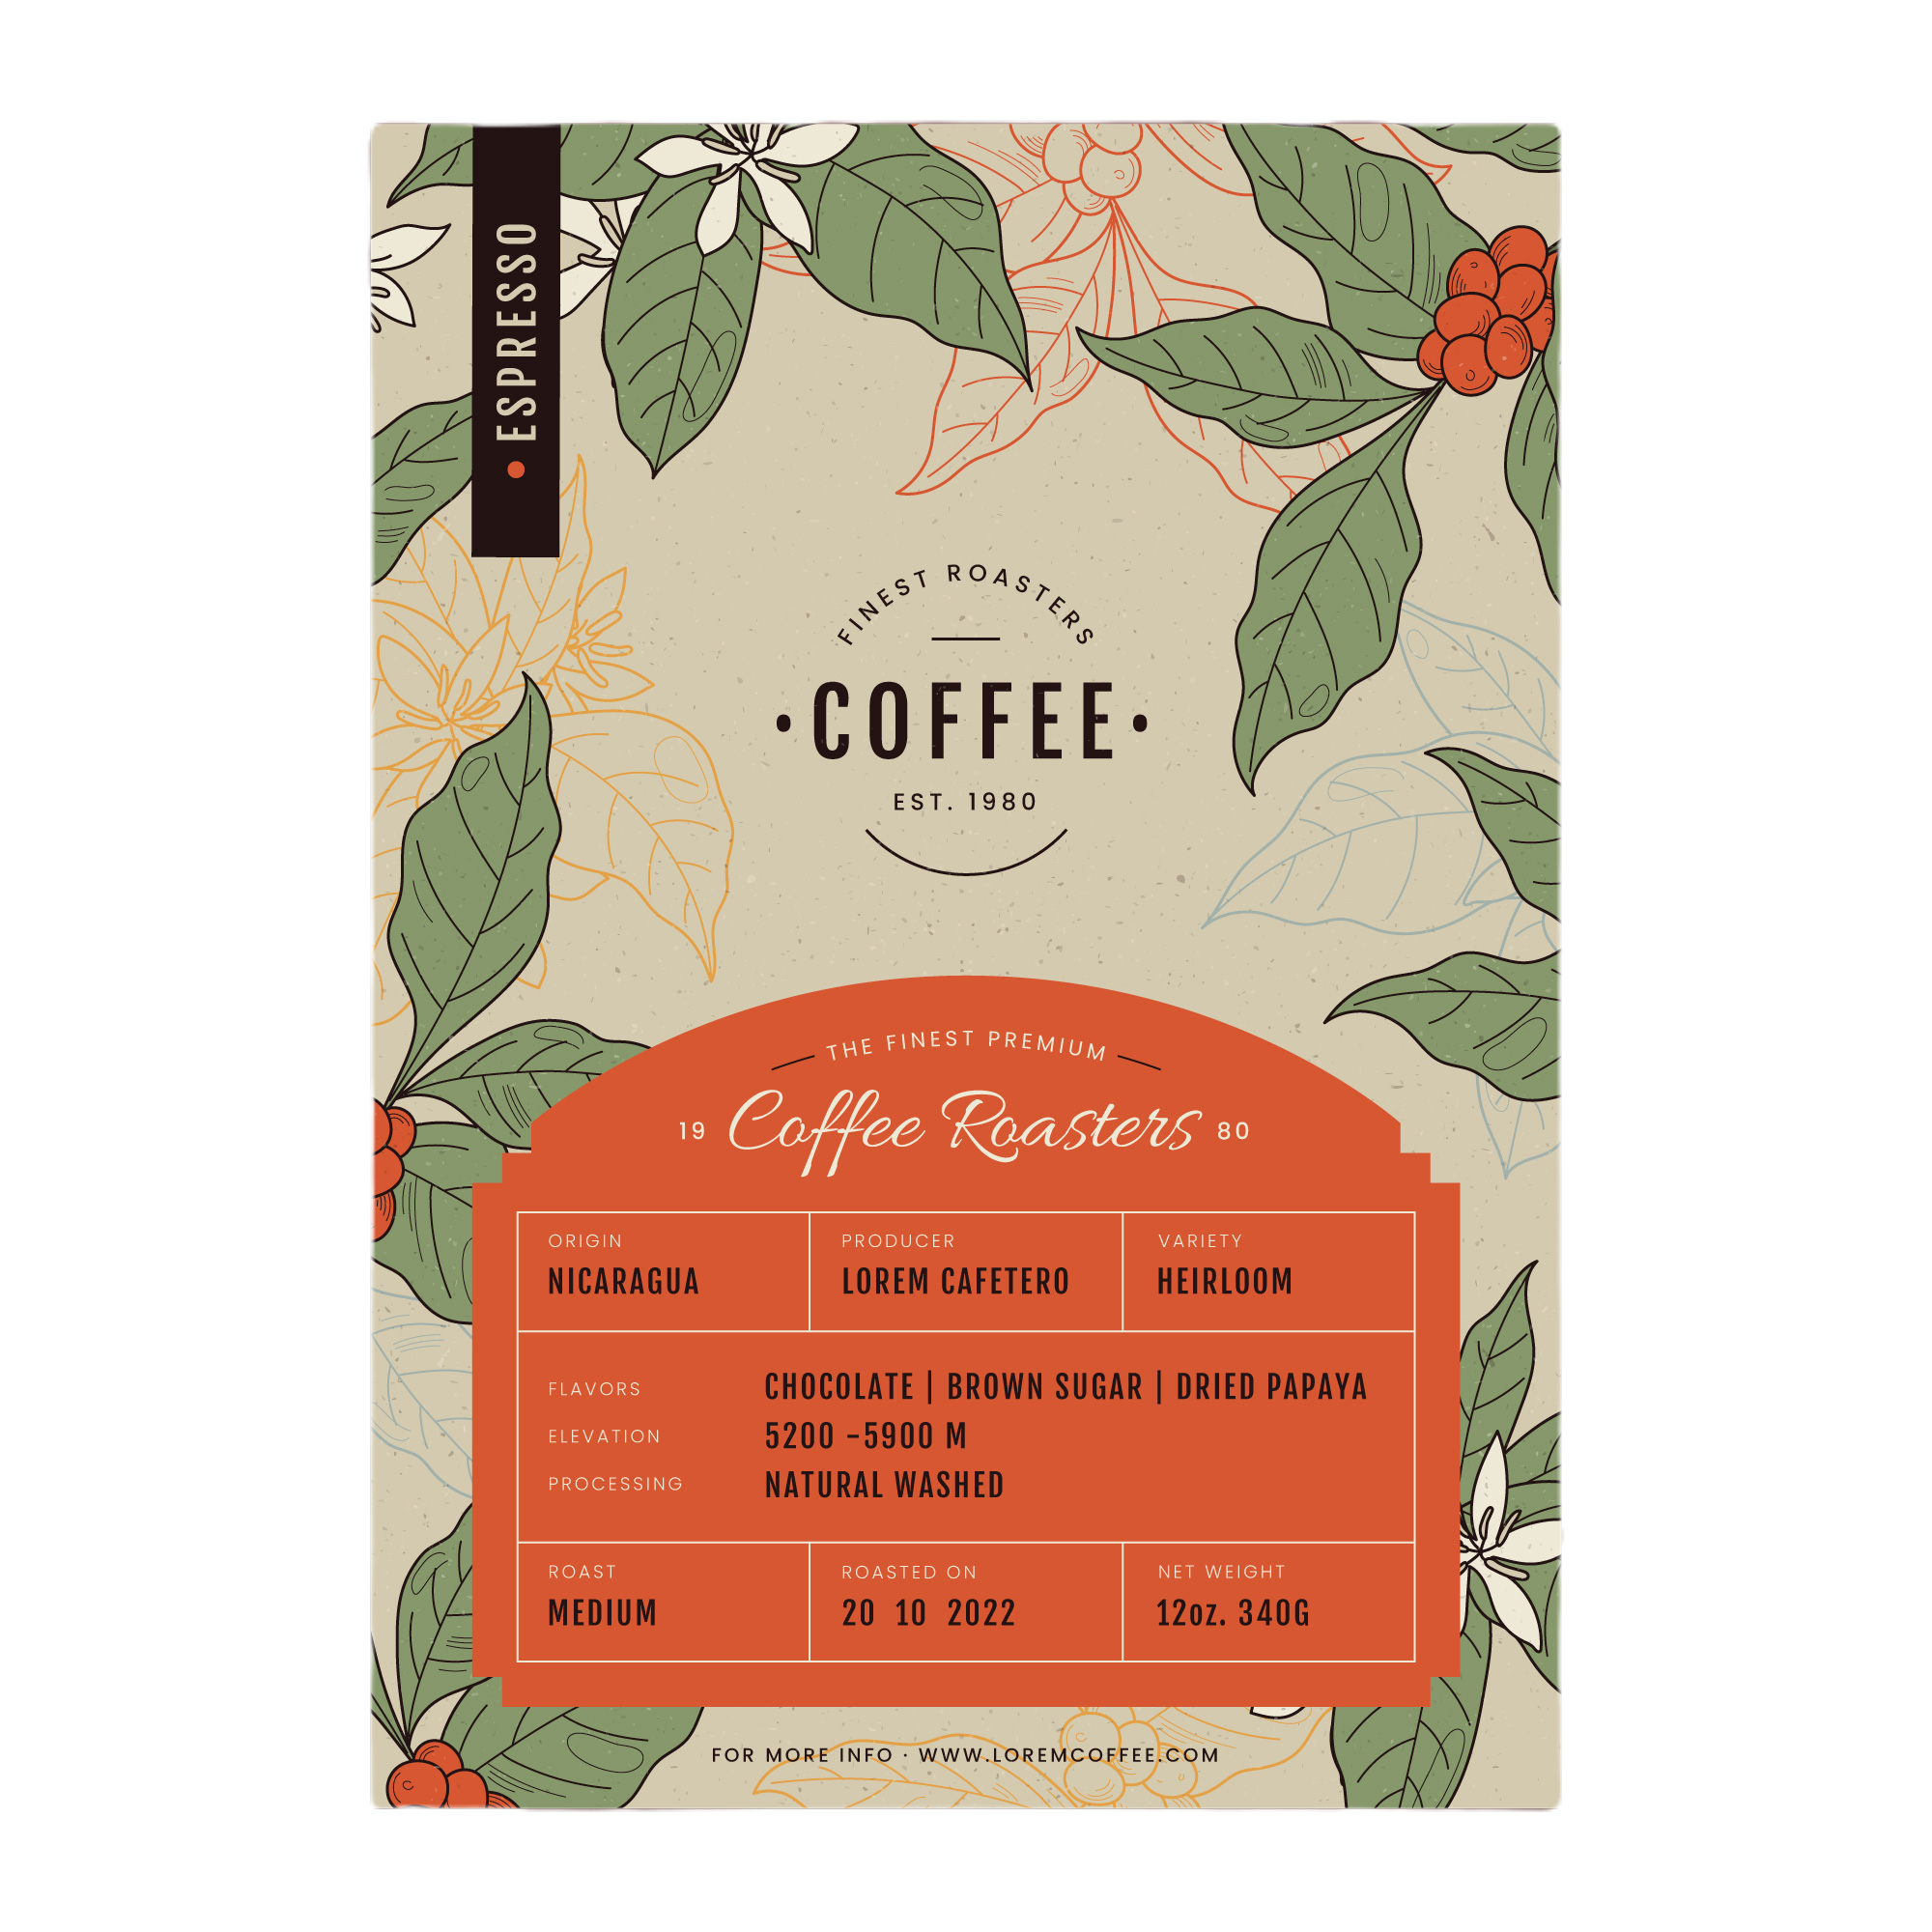 ESPRESSO
FINEST ROASTERS
•COFFEE•
EST. 1980
THE FINEST PREMIUM
19 Coffee Roasters 80
ORIGIN PRODUCER VARIETY
NICARAGUA LOREM CAFETERO HEIRLOOM
FLAVORS CHOCOLATE | BROWN SUGAR | DRIED PAPAYA
ELEVATION 5200 –5900 M
PROCESSING NATURAL WASHED
ROAST ROASTED ON NET WEIGHT
MEDIUM 20 10 2022 12oz. 340G
FOR MORE INFO · WWW.LOREMCOFFEE.COM